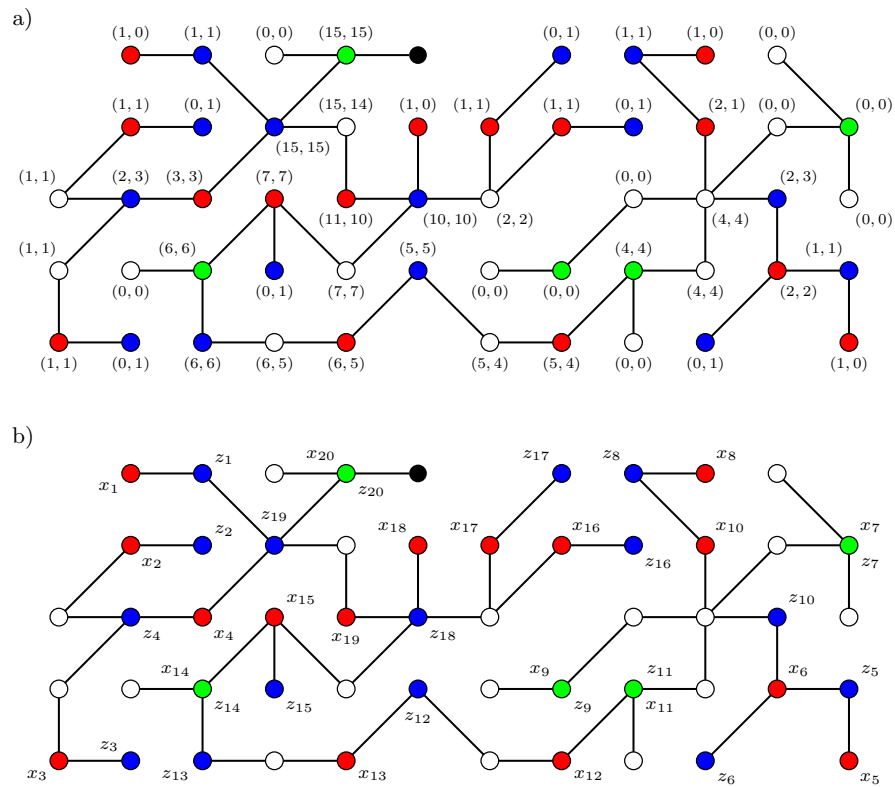 a)
(1, 0) (1, 1) (0, 0) (15, 15) (0, 1) (1, 1) (1, 0) (0, 0)
(1, 1) (0, 1) (15, 14) (1, 0) (1, 1) (1, 1) (0, 1) (2, 1) (0, 0) (0, 0)
(15, 15)
(1, 1) (2, 3) (3, 3) (7, 7) (0, 0) (2, 3)
(11, 10) (10, 10) (2, 2) (4, 4) (0, 0)
(1, 1) (6, 6) (5, 5) (4, 4) (1, 1)
(0, 0) (0, 1) (7, 7) (0, 0) (0, 0) (4, 4) (2, 2)
(1, 1) (0, 1) (6, 6) (6, 5) (6, 5) (5, 4) (5, 4) (0, 0) (0, 1) (1, 0)
b)
x1 z1 x20 z20 z17 z8 x8
x2 z2 z19 x18 x17 x16 z16 x10 x7 z7
z4 x4 x15 x19 z18 z10
x14 z14 z15 z12 x9 z9 z11 x11 x6 z5
x3 z3 z13 x13 x12 z6 x5